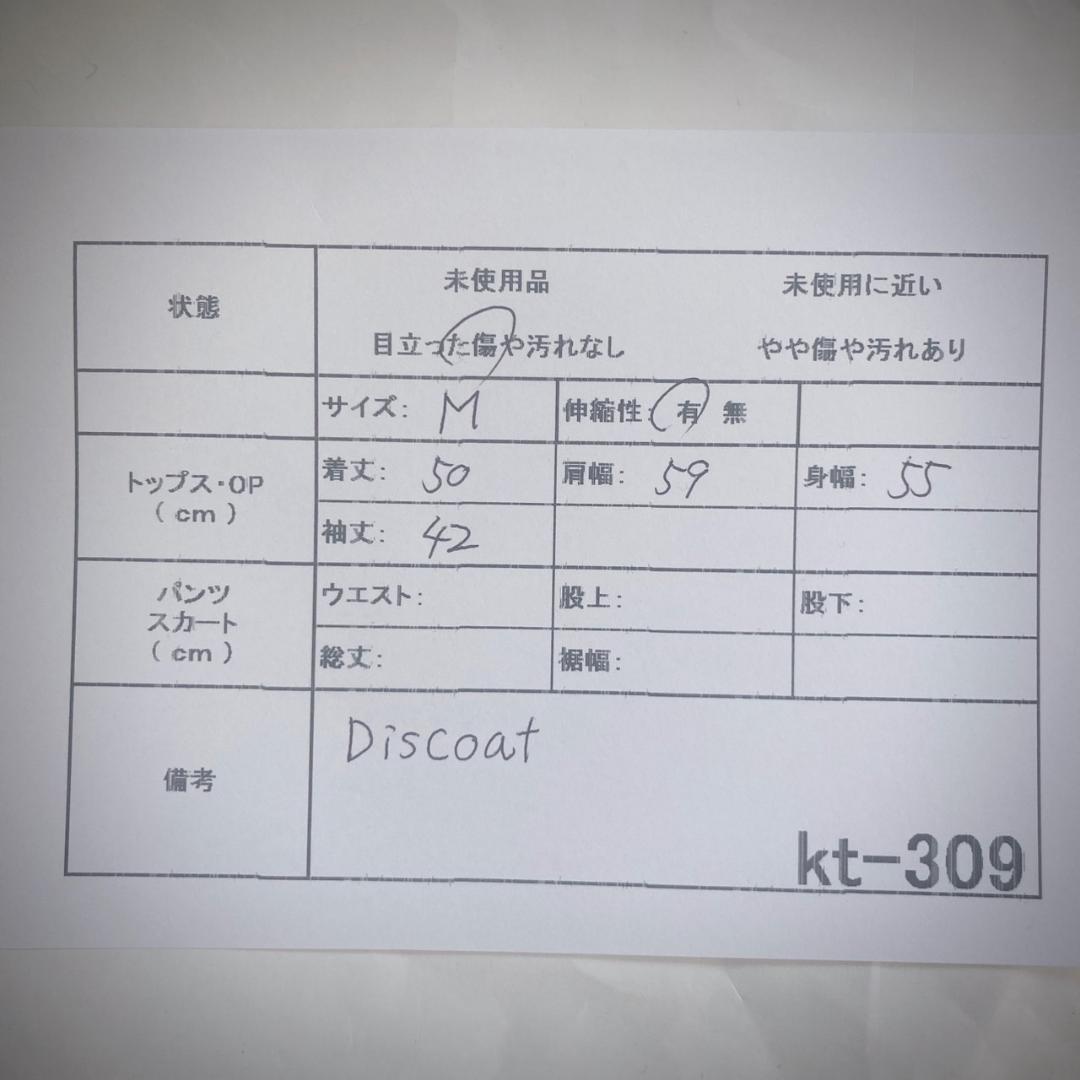 状態
未使用品 未使用に近い
目立った傷や汚れなし やや傷や汚れあり
サイズ: M 伸縮性: 有 無
トップス・OP
(cm)
着丈: 50 肩幅: 59 身幅: 55
袖丈: 42
パンツ
スカート
(cm)
ウエスト: 股上: 股下:
総丈: 裾幅:
備考
Discoat
kt-309